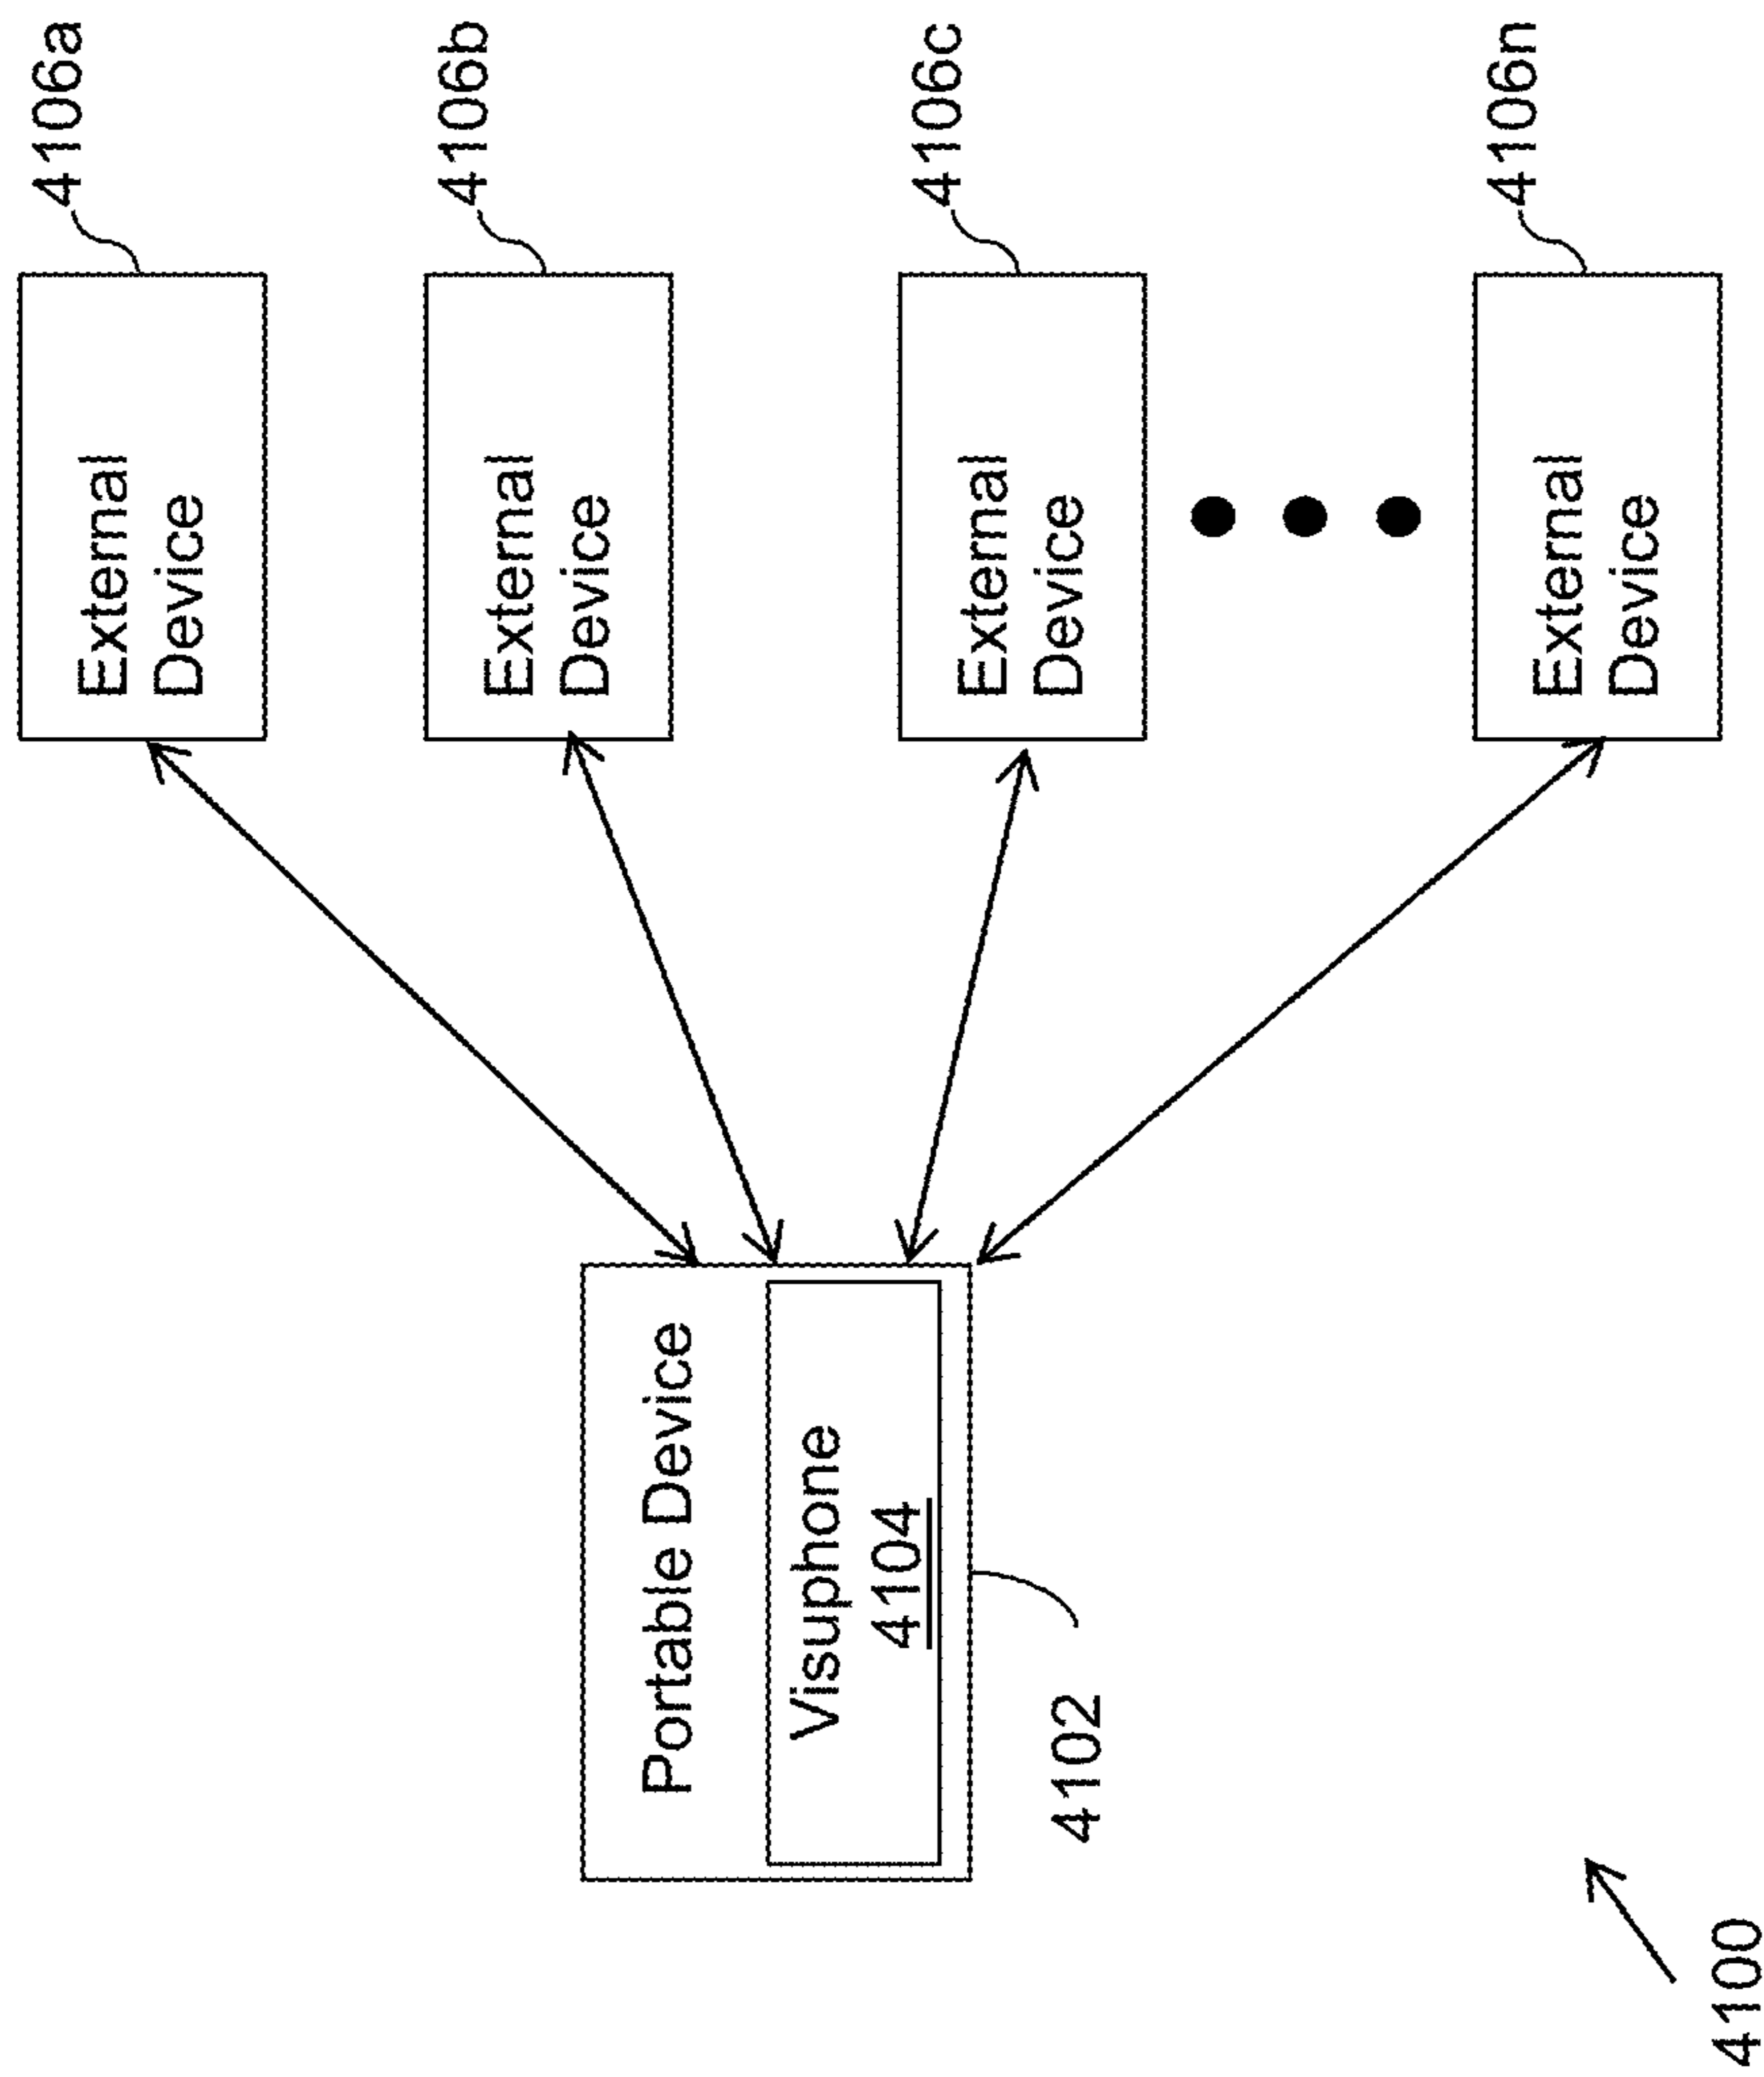 4106a
External
Device
4106b
External
Device
4106c
External
Device
4106n
External
Device
Portable Device
Visuphone
4104
4102
4100